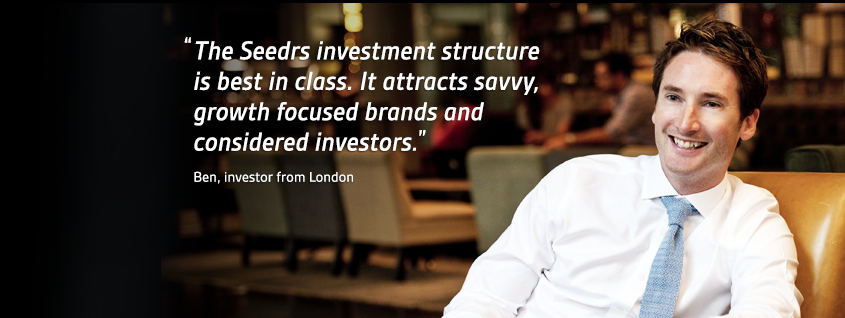 “The Seedrs investment structure
is best in class. It attracts savvy,
growth focused brands and
considered investors.”
Ben, investor from London